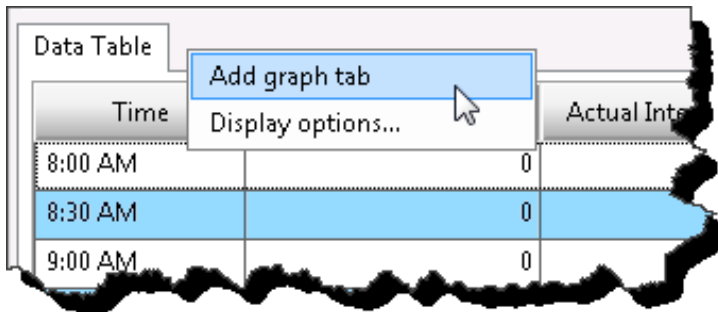 Data Table
Add graph tab
Display options...
Time
Actual
8:00 AM
0
8:30 AM
0
9:00 AM
0